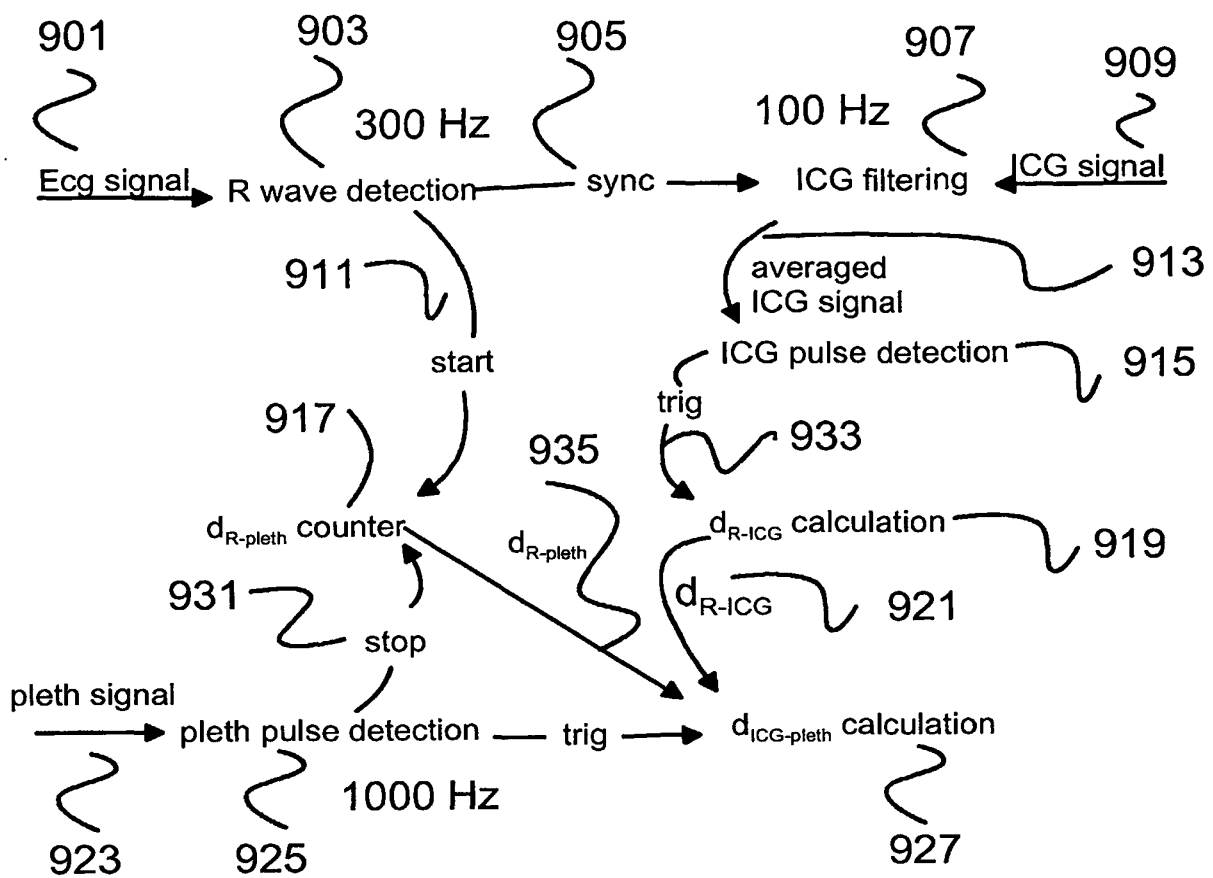 901
903
905
907
909
300 Hz
100 Hz
Ecg signal
R wave detection
sync
ICG filtering
ICG signal
911
averaged
ICG signal
913
start
ICG pulse detection
915
trig
917
935
933
dR-pleth counter
dR-pleth
dR-ICG calculation
919
931
dR-ICG
921
stop
pleth signal
pleth pulse detection
trig
dICG-pleth calculation
1000 Hz
923
925
927